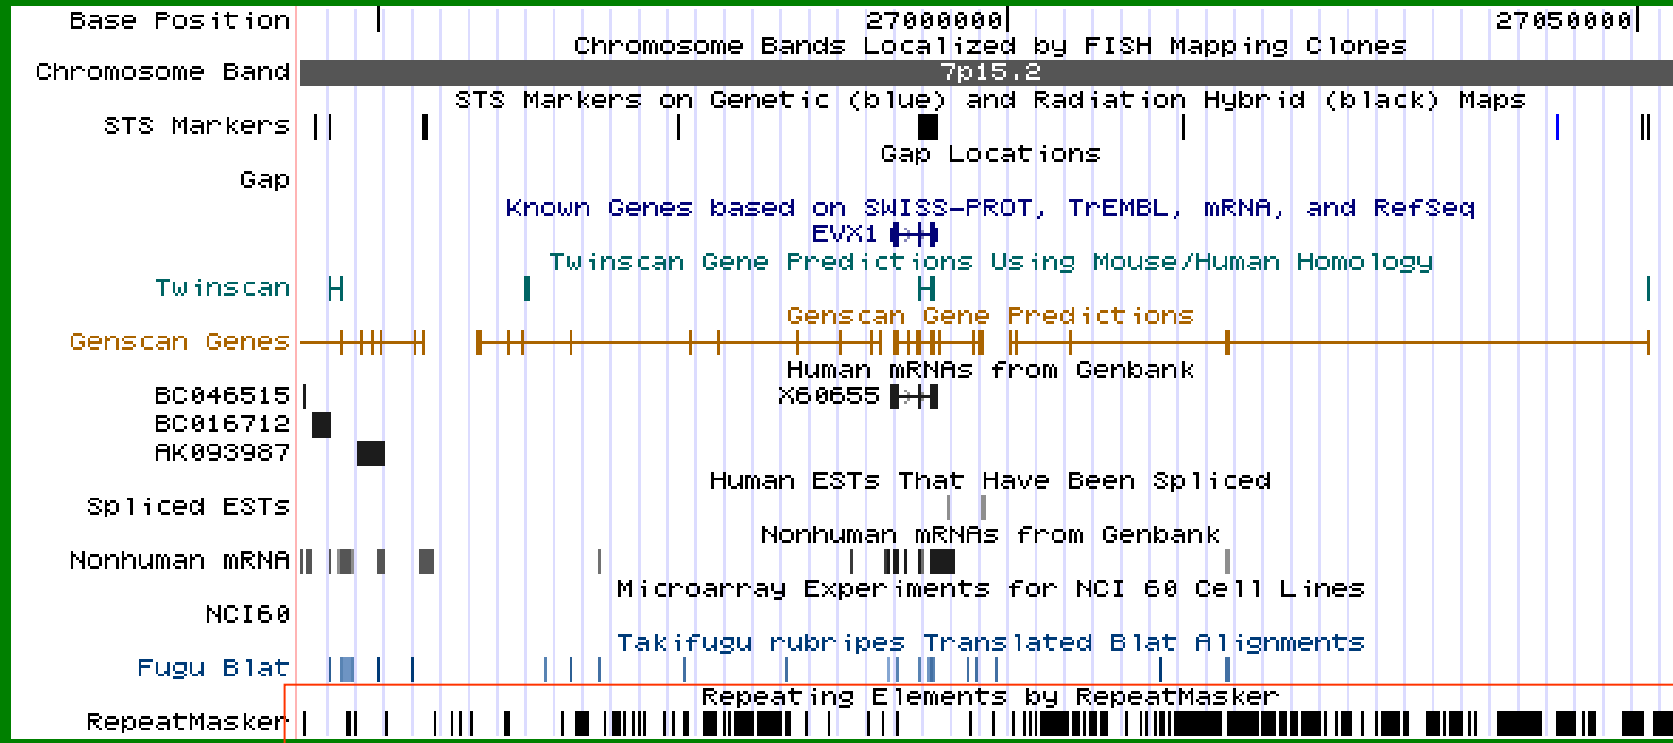 Base Position 27000000 27050000
Chromosome Bands Localized by FISH Mapping Clones
Chromosome Band 7p15.2
STS Markers on Genetic (blue) and Radiation Hybrid (black) Maps
STS Markers
Gap Locations
Gap
Known Genes based on SWISS-PROT, TrEMBL, mRNA, and RefSeq
EVX1
Twinscan Gene Predictions Using Mouse/Human Homology
Twinscan
Genscan Gene Predictions
Genscan Genes
Human mRNAs from Genbank
BC046515 X60655
BC016712
AK093987
Human ESTs That Have Been Spliced
Spliced ESTs
Nonhuman mRNAs from Genbank
Nonhuman mRNA
Microarray Experiments for NCI 60 Cell Lines
NCI60
Takifugu rubripes Translated Blat Alignments
Fugu Blat
Repeating Elements by RepeatMasker
RepeatMasker